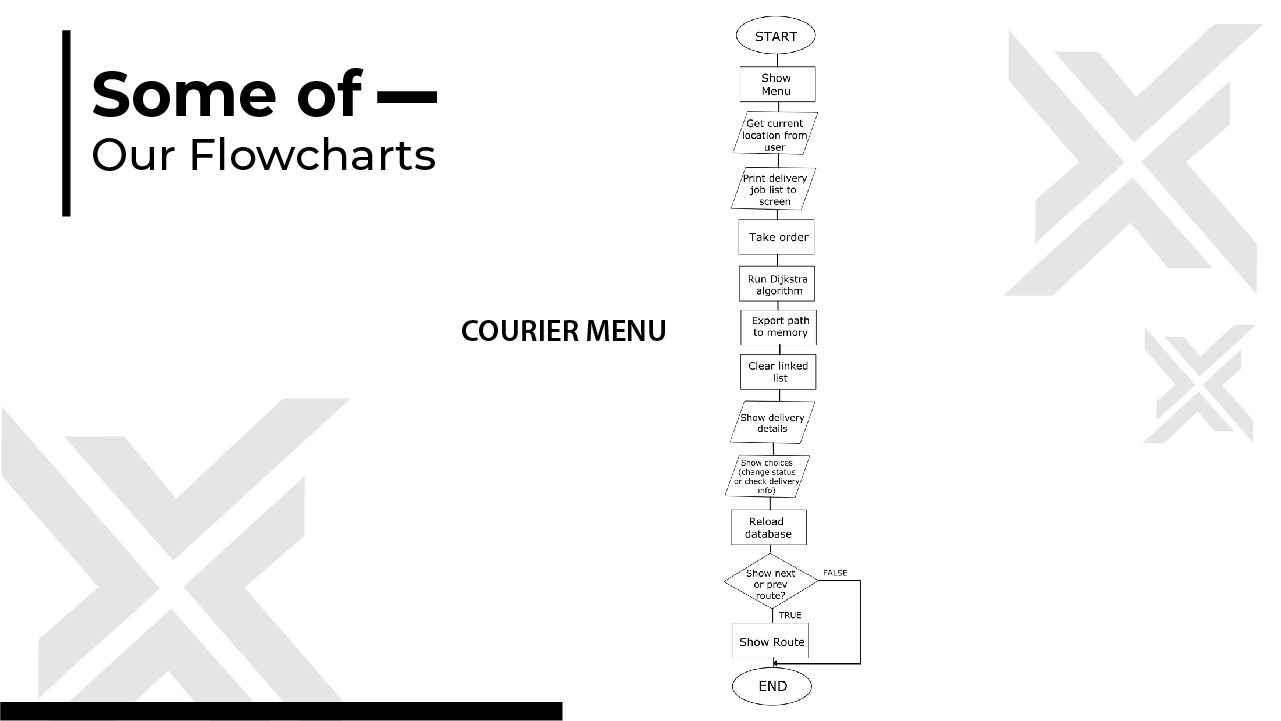 Some of —
Our Flowcharts
COURIER MENU
START
Show
Menu
Get current
location from
user
Print delivery
job list to
screen
Take order
Run Dijkstra
algorithm
Export path
to memory
Clear linked
list
Show delivery
details
Show choices
(change status
or check delivery
info)
Reload
database
Show next
or prev
route?
FALSE
TRUE
Show Route
END